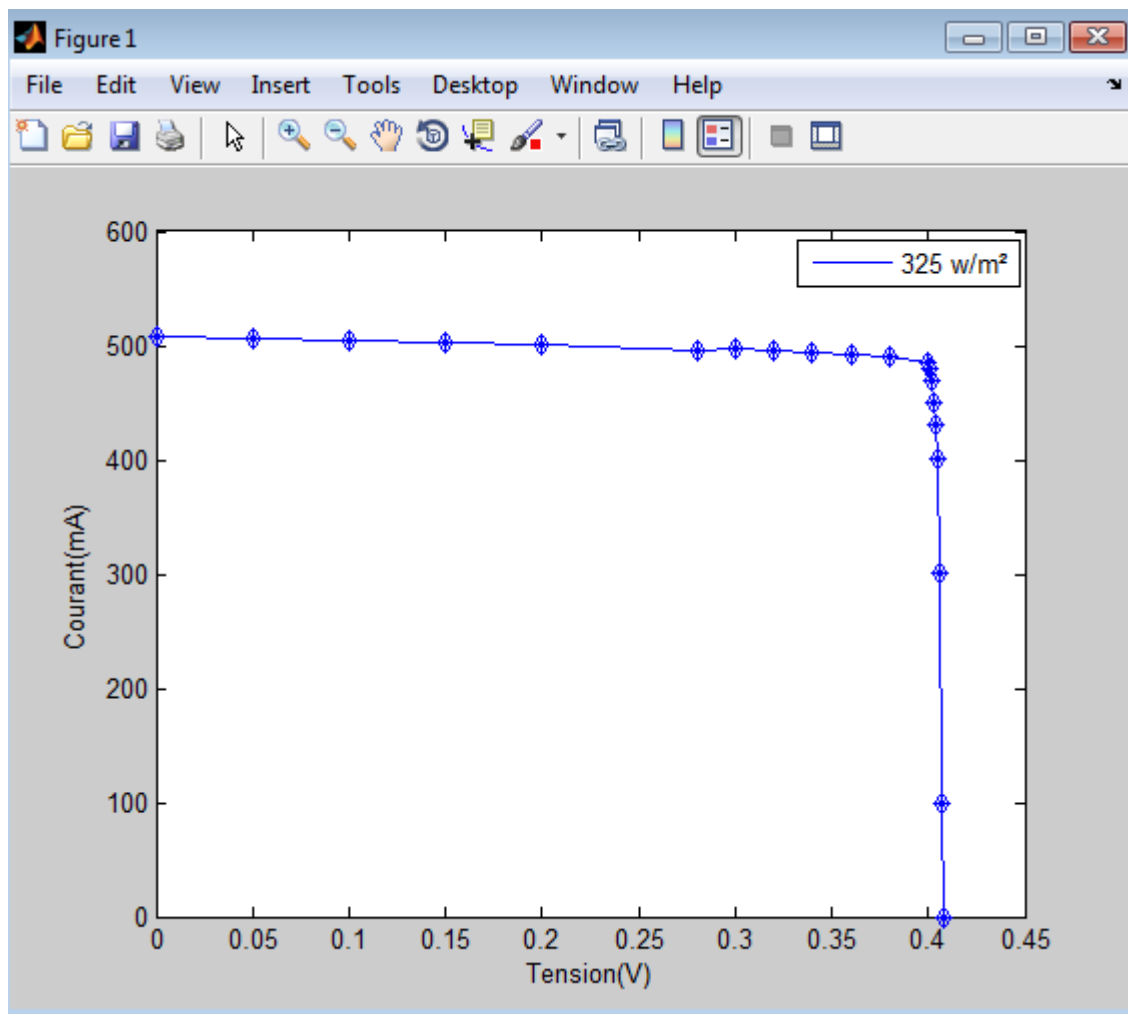 Figure 1
File Edit View Insert Tools Desktop Window Help
600
500
400
300
200
100
0
325 w/m²
Courant(mA)
0 0.05 0.1 0.15 0.2 0.25 0.3 0.35 0.4 0.45
Tension(V)